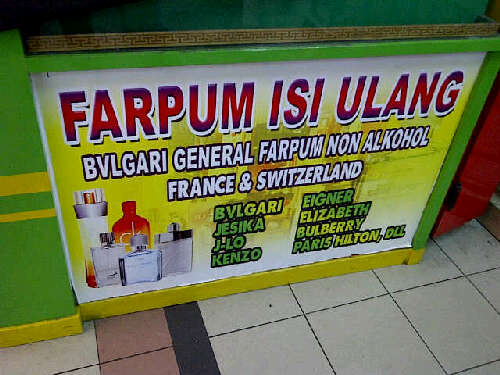 FARPUM ISI ULANG
BVLGARI GENERAL FARPUM NON ALKOHOL
FRANCE & SWITZERLAND
BVLGARI
JESIKA
J-LO
KENZO
EIGNER
ELIZABETH
BULBERRY
PARIS HILTON, DLL